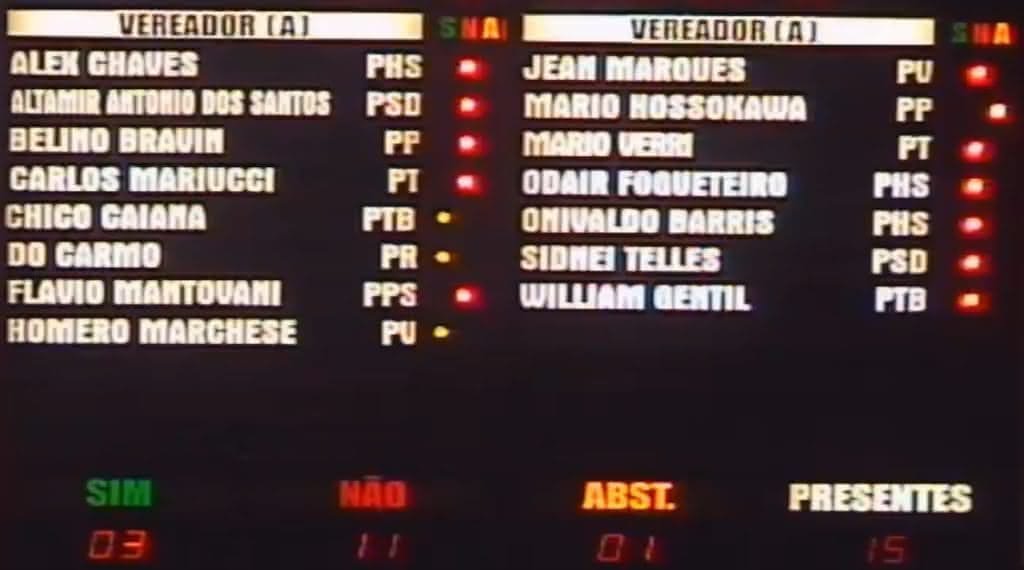 VEREADOR (A) S N A
ALEX CHAVES PHS
ALTAMIR ANTONIO DOS SANTOS PSD
BELINO BRAVIN PP
CARLOS MARIUCCI PT
CHICO CAIANA PTB
DO CARMO PR
FLAVIO MANTOVANI PPS
HOMERO MARCHESE PV
VEREADOR (A) S N A
JEAN MARQUES PV
MARIO HOSSOKAWA PP
MARIO VERRI PT
ODAIR FOGUETEIRO PHS
ONIVALDO BARRIS PHS
SIDNEI TELLES PSD
WILLIAM GENTIL PTB
SIM NÃO ABST. PRESENTES
03 11 01 15